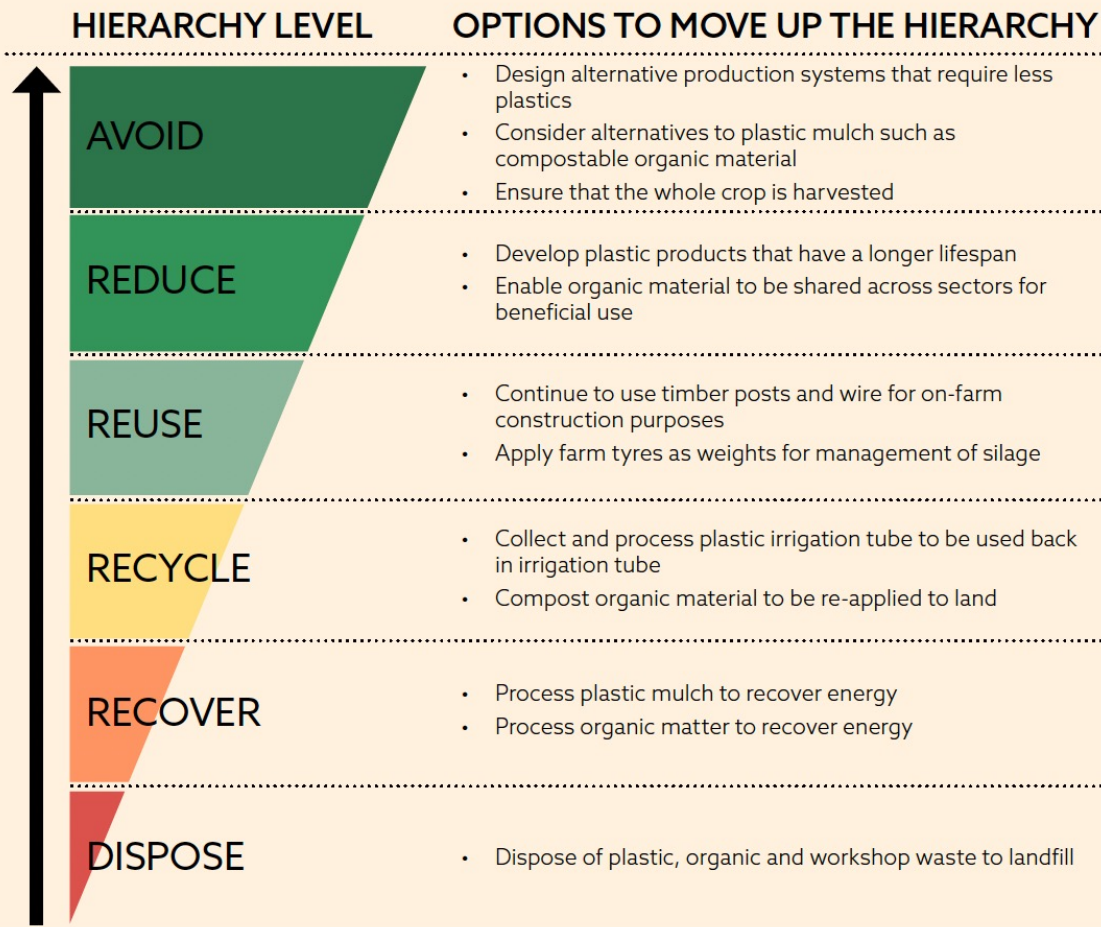 HIERARCHY LEVEL OPTIONS TO MOVE UP THE HIERARCHY
AVOID
• Design alternative production systems that require less
plastics
• Consider alternatives to plastic mulch such as
compostable organic material
• Ensure that the whole crop is harvested
REDUCE
• Develop plastic products that have a longer lifespan
• Enable organic material to be shared across sectors for
beneficial use
REUSE
• Continue to use timber posts and wire for on-farm
construction purposes
• Apply farm tyres as weights for management of silage
RECYCLE
• Collect and process plastic irrigation tube to be used back
in irrigation tube
• Compost organic material to be re-applied to land
RECOVER
• Process plastic mulch to recover energy
• Process organic matter to recover energy
DISPOSE
• Dispose of plastic, organic and workshop waste to landfill